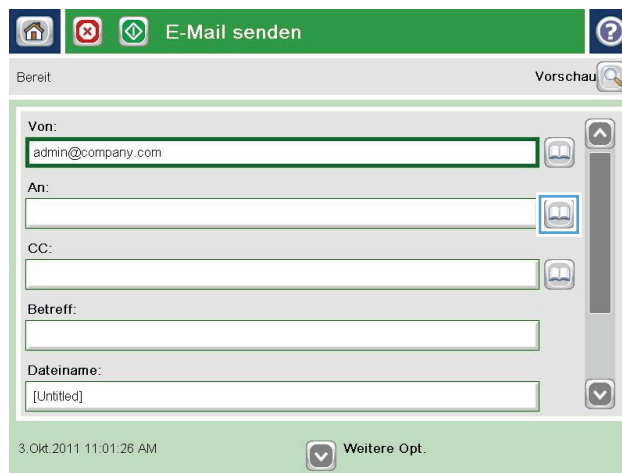 E-Mail senden
Bereit
Vorschau
Von:
admin@company.com
An:
CC:
Betreff:
Dateiname:
[Untitled]
3.Okt.2011 11:01:26 AM
Weitere Opt.